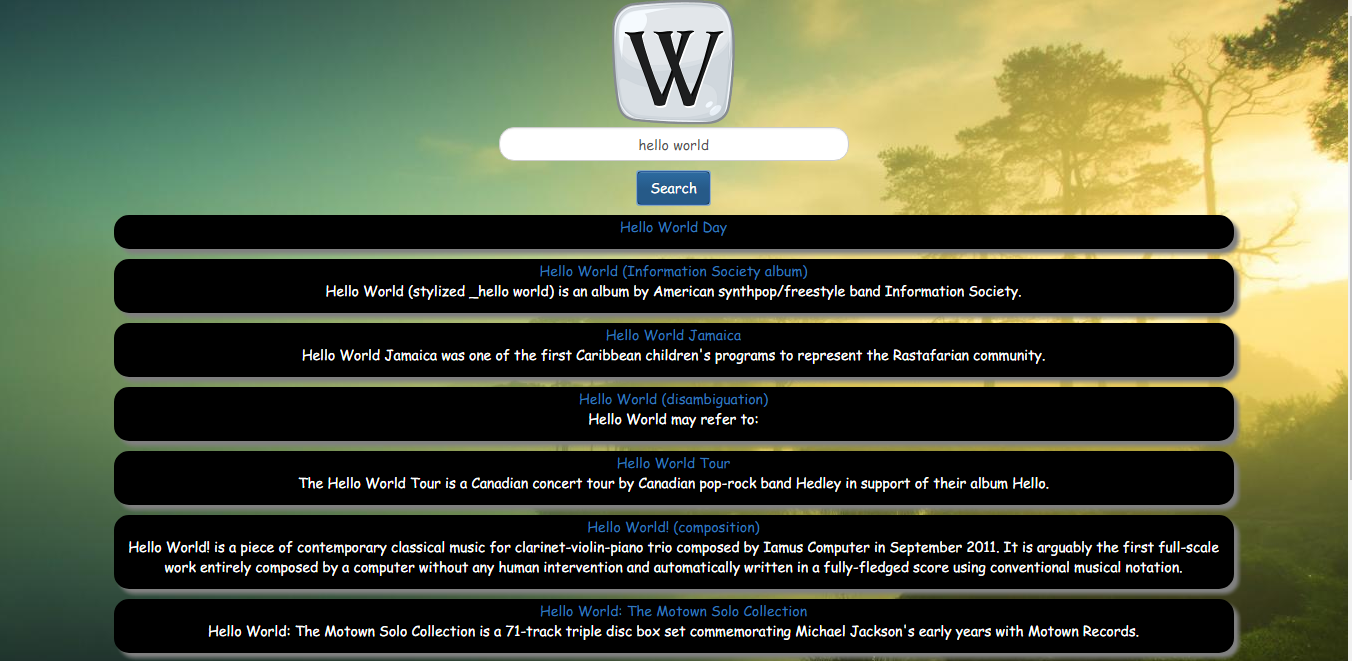 W
hello world
Search
Hello World Day
Hello World (Information Society album)
Hello World (stylized _hello world) is an album by American synthpop/freestyle band Information Society.
Hello World Jamaica
Hello World Jamaica was one of the first Caribbean children's programs to represent the Rastafarian community.
Hello World (disambiguation)
Hello World may refer to:
Hello World Tour
The Hello World Tour is a Canadian concert tour by Canadian pop-rock band Hedley in support of their album Hello.
Hello World! (composition)
Hello World! is a piece of contemporary classical music for clarinet-violin-piano trio composed by Iamus Computer in September 2011. It is arguably the first full-scale
work entirely composed by a computer without any human intervention and automatically written in a fully-fledged score using conventional musical notation.
Hello World: The Motown Solo Collection
Hello World: The Motown Solo Collection is a 71-track triple disc box set commemorating Michael Jackson's early years with Motown Records.